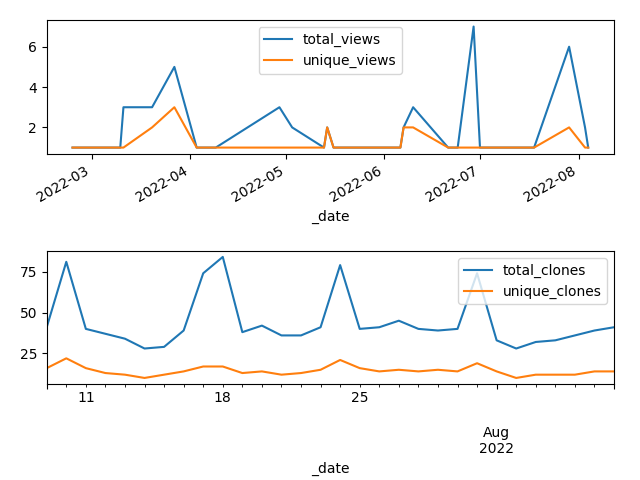 total_views
unique_views
6
4
2
2022-03
2022-04
2022-05
2022-06
2022-07
2022-08
_date
total_clones
unique_clones
75
50
25
11
18
25
Aug
2022
_date